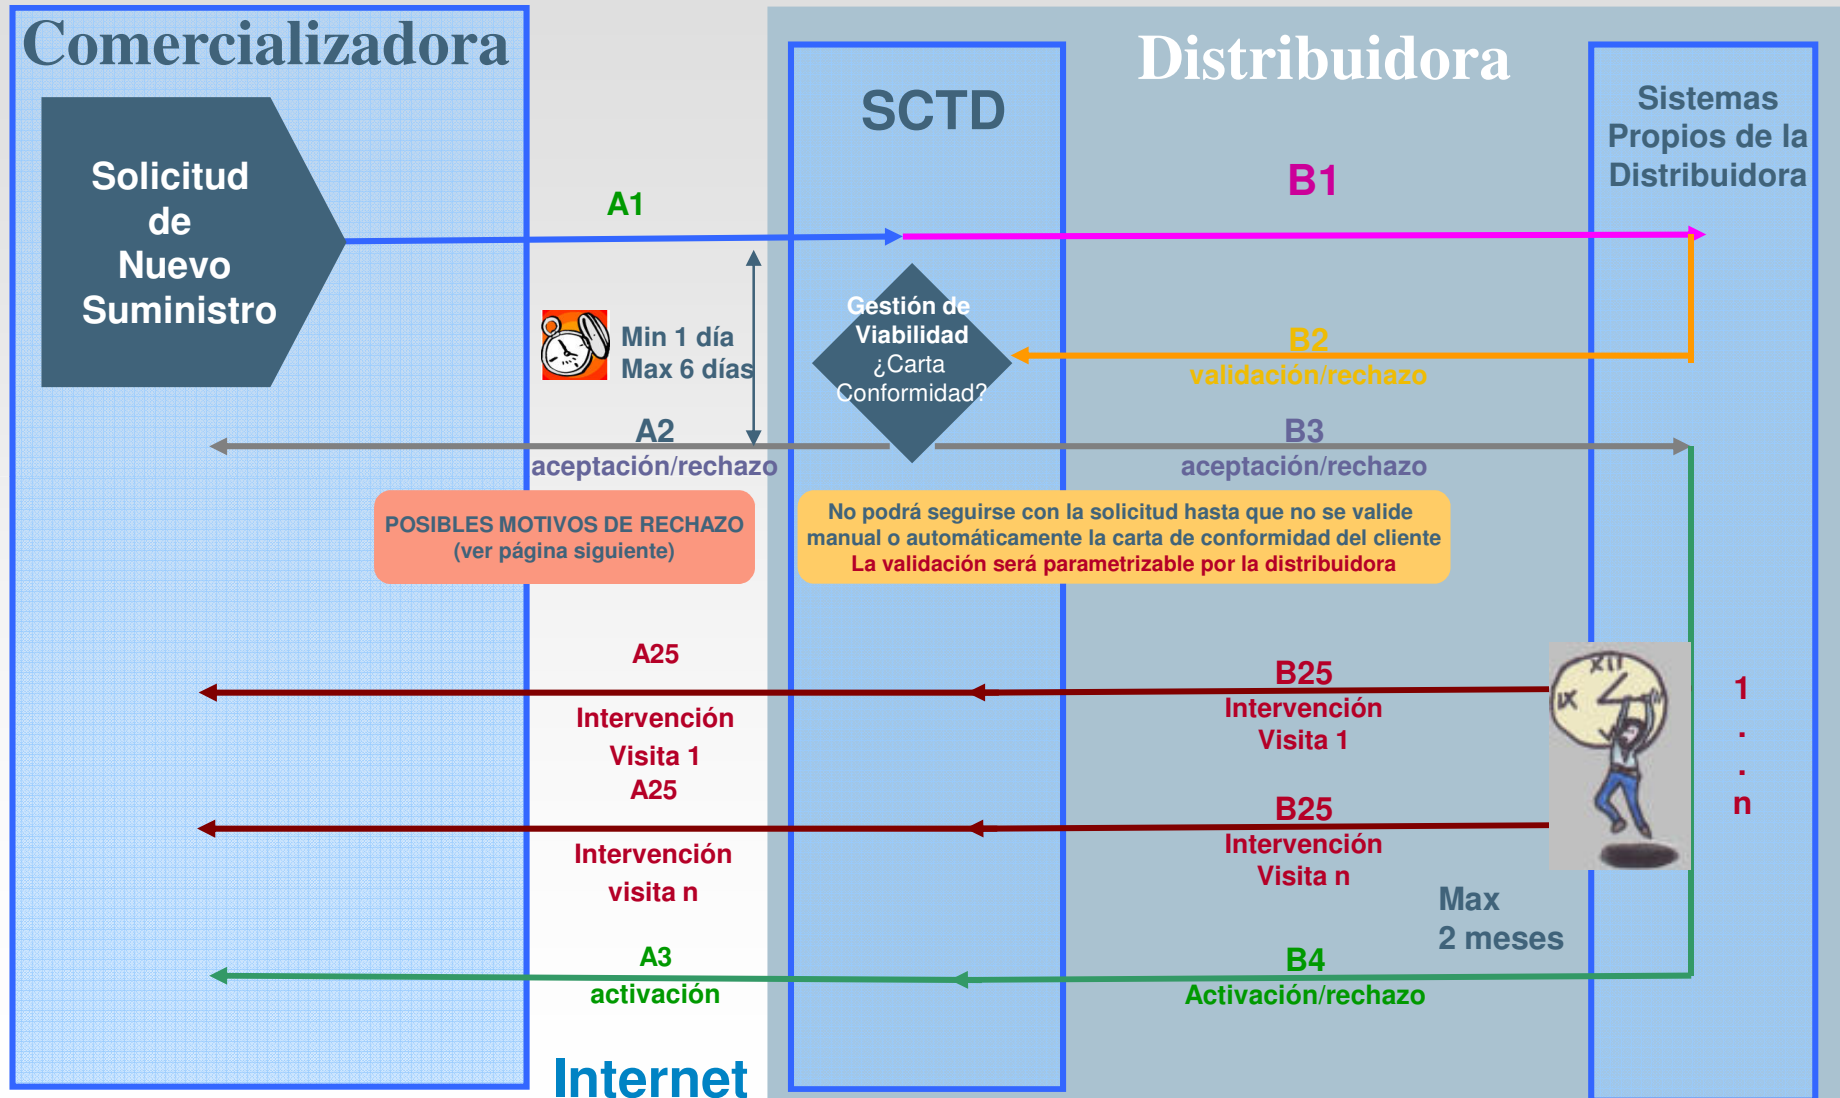 Comercializadora
Distribuidora
SCTD
Sistemas
Propios de la
Distribuidora
Solicitud
de
Nuevo
Suministro
A1
B1
Min 1 día
Max 6 días
Gestión de
Viabilidad
¿Carta
Conformidad?
B2
validación/rechazo
A2
aceptación/rechazo
B3
aceptación/rechazo
POSIBLES MOTIVOS DE RECHAZO
(ver página siguiente)
No podrá seguirse con la solicitud hasta que no se valide
manual o automáticamente la carta de conformidad del cliente
La validación será parametrizable por la distribuidora
A25
Intervención
Visita 1
B25
Intervención
Visita 1
XII
IX
1
.
.
n
A25
Intervención
visita n
B25
Intervención
Visita n
Max
2 meses
A3
activación
B4
Activación/rechazo
Internet